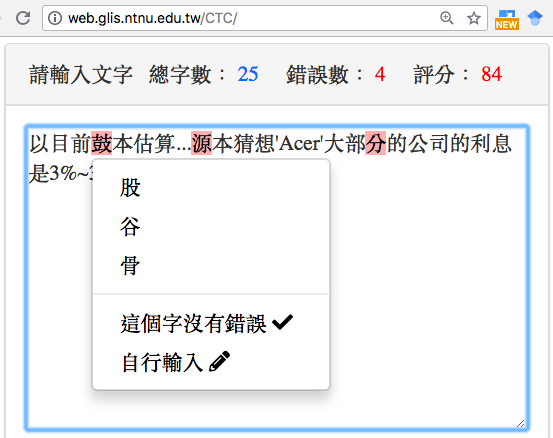 web.glis.ntnu.edu.tw/CTC/
NEW
請輸入文字 總字數： 25 錯誤數： 4 評分： 84
以目前鼓本估算...源本猜想'Acer'大部分的公司的利息
是3%~
股
谷
骨
這個字沒有錯誤
自行輸入